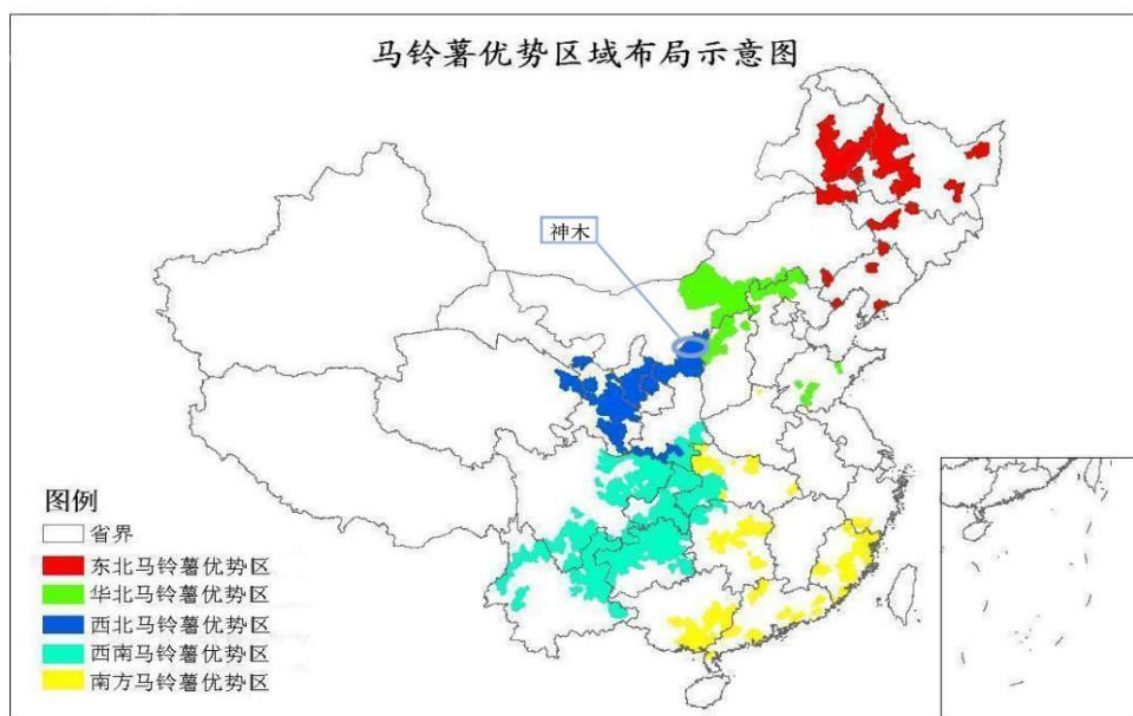 马铃薯优势区域布局示意图
神木
图例
省界
东北马铃薯优势区
华北马铃薯优势区
西北马铃薯优势区
西南马铃薯优势区
南方马铃薯优势区